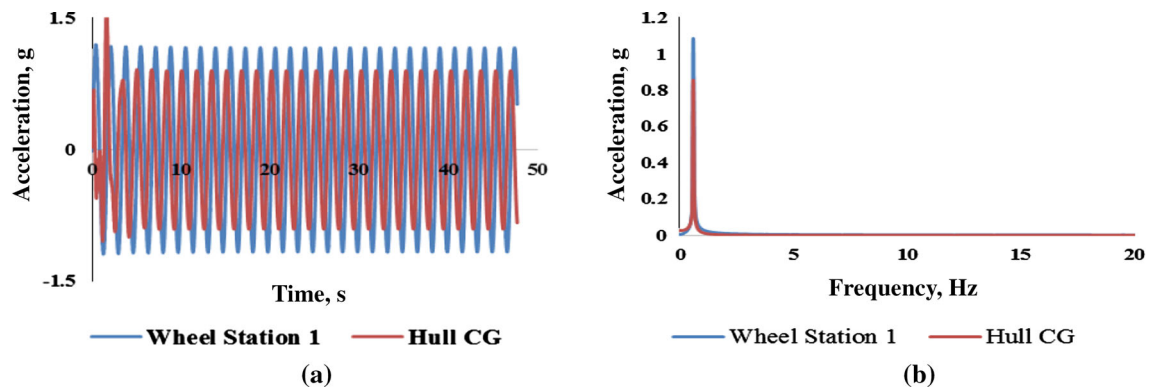 1.5
Acceleration, g
0
0
10
20
30
40
50
-1.5
Time, s
Wheel Station 1
Hull CG
(a)
1.2
1
0.8
0.6
0.4
0.2
0
Acceleration, g
0
5
10
15
20
Frequency, Hz
Wheel Station 1
Hull CG
(b)